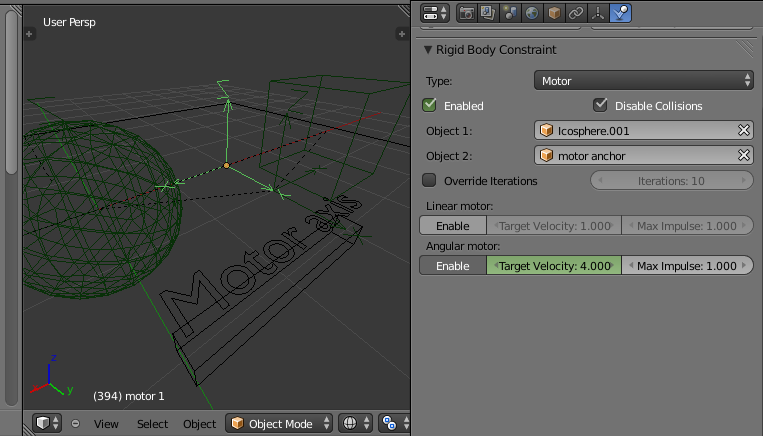 User Persp
Motor axis
z
y
(394) motor 1
View Select Object Object Mode
Rigid Body Constraint
Type: Motor
Enabled Disable Collisions
Object 1: Icosphere.001
Object 2: motor anchor
Override Iterations Iterations: 10
Linear motor:
Enable Target Velocity: 1.000 Max Impulse: 1.000
Angular motor:
Enable Target Velocity: 4.000 Max Impulse: 1.000